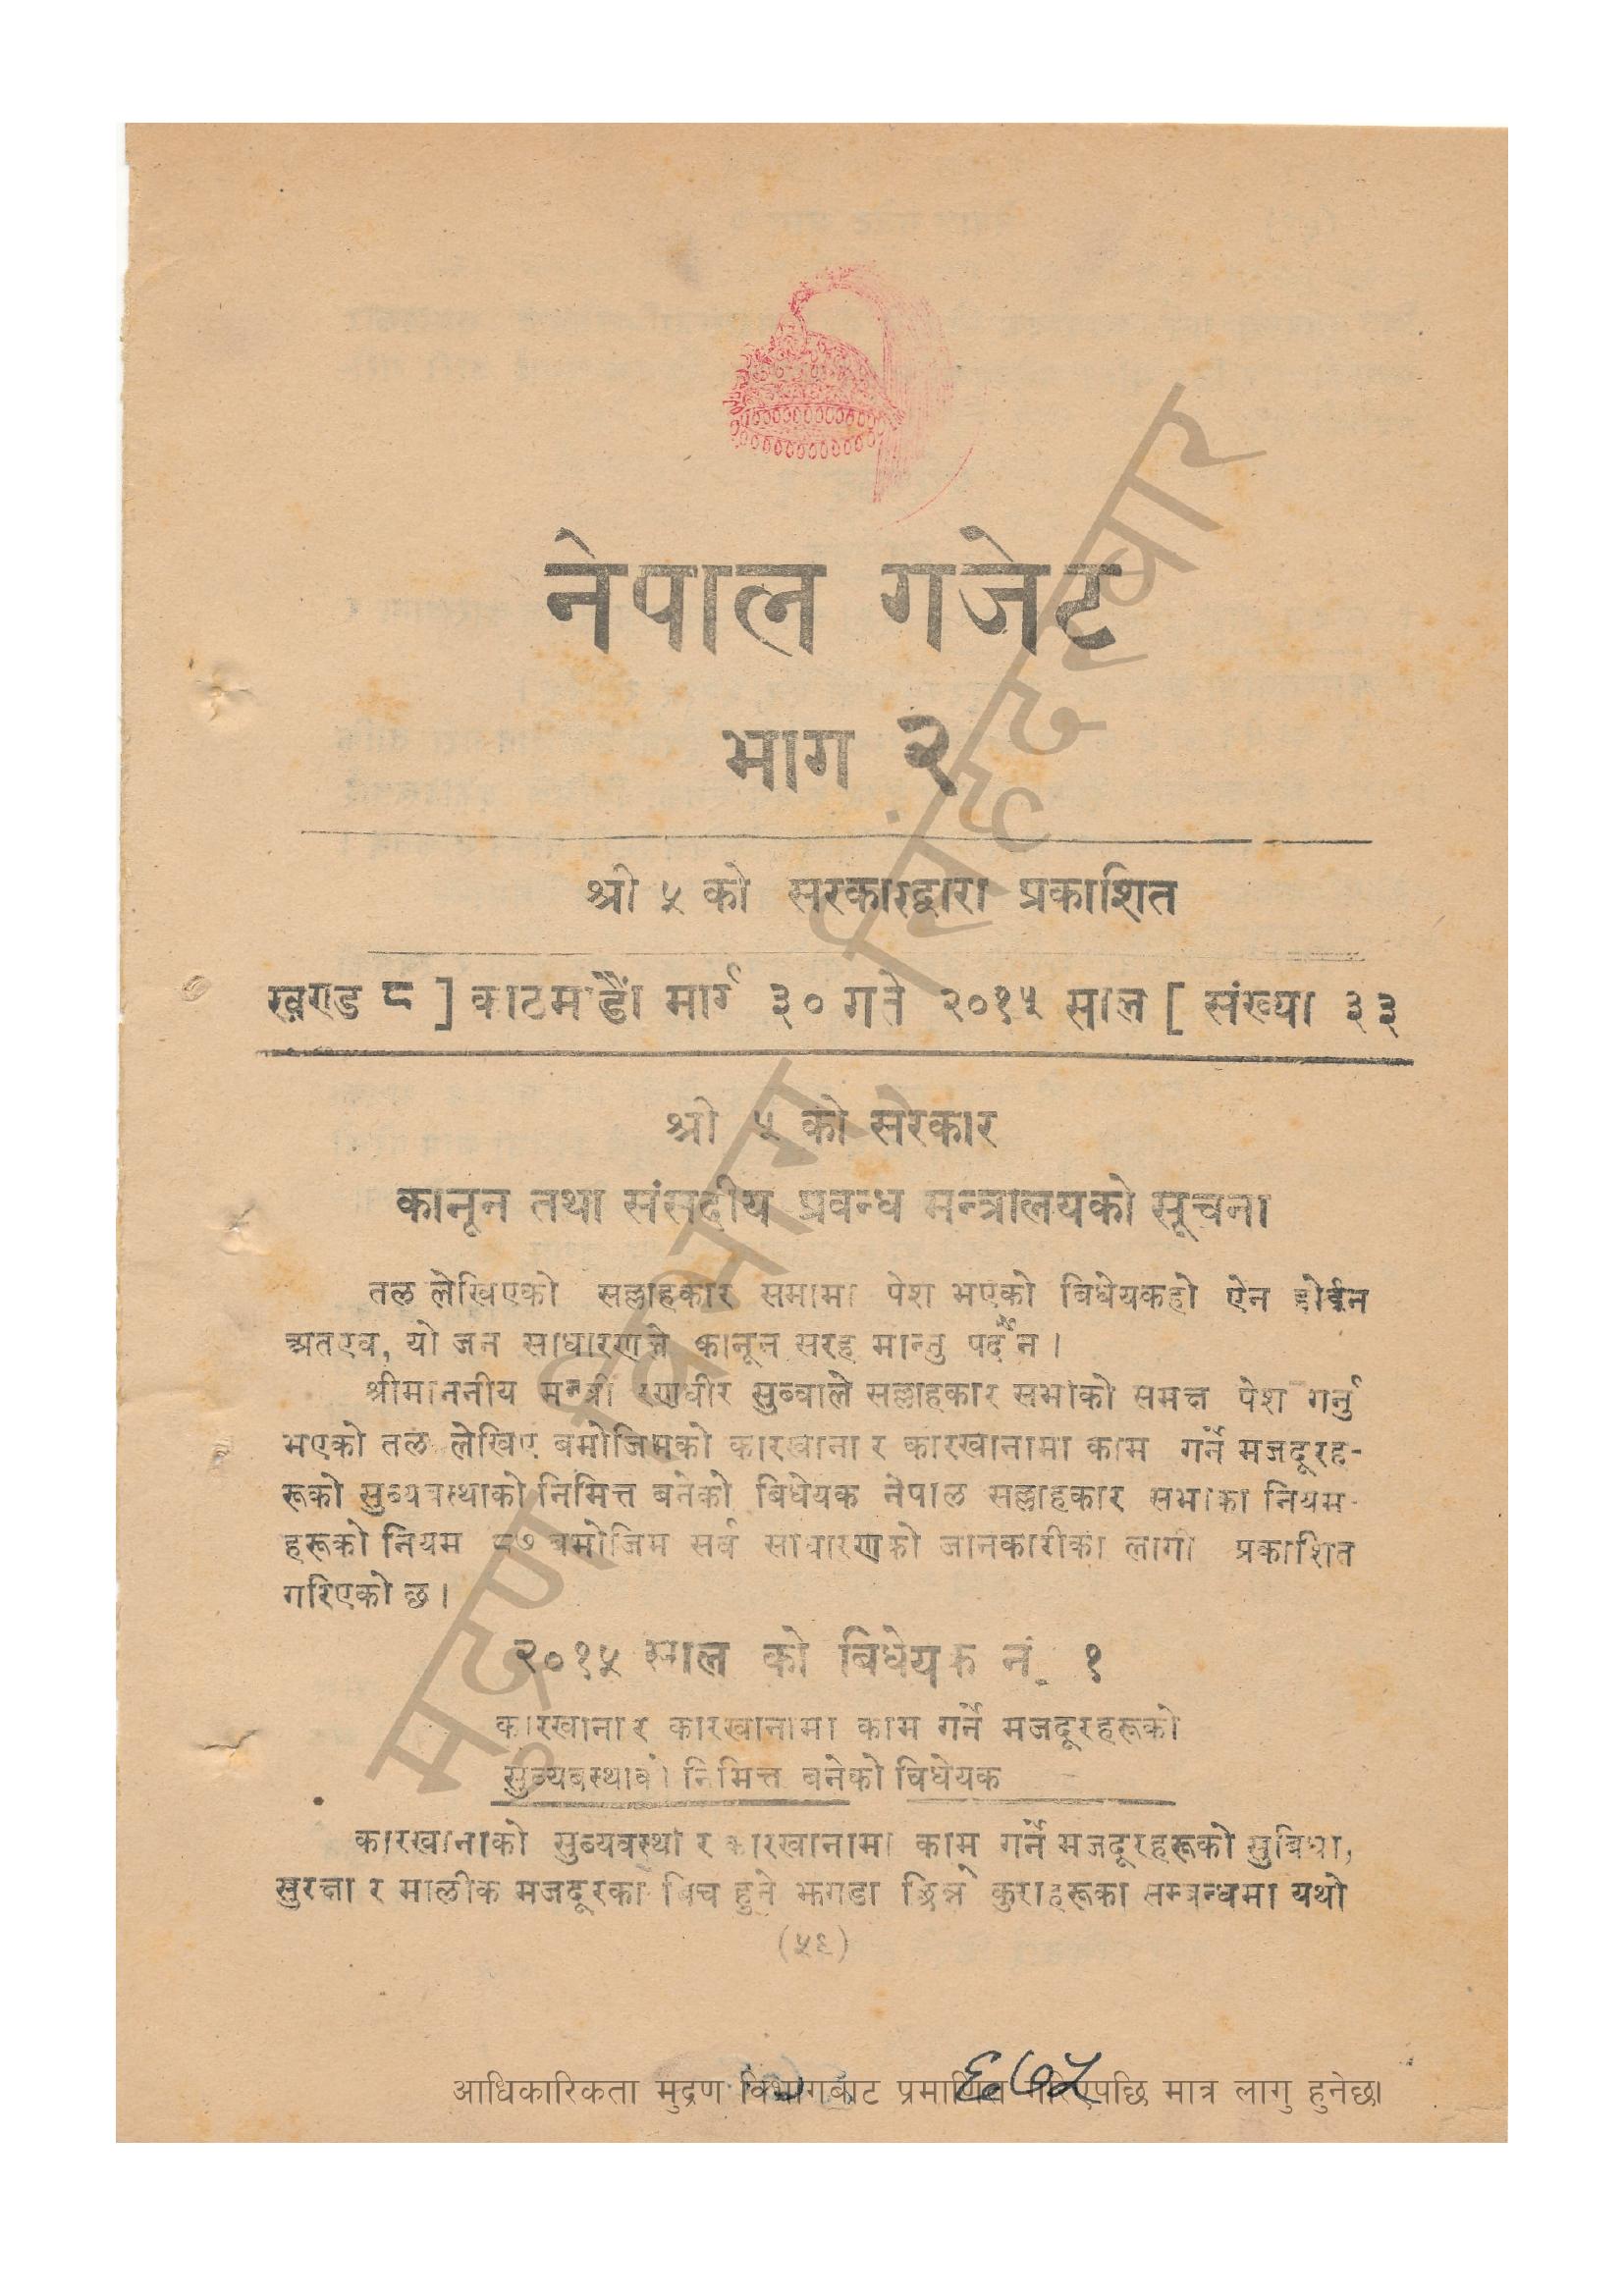 नेपाल गजेट
भाग २
श्री ५ को सरकारद्वारा प्रकाशित
खण्ड ८ ] काठमाडौं मार्ग ३० गते २०१५ साल [ संख्या ३३
श्री ५ को सरकार
कानून तथा संसदीय प्रवन्ध मन्त्रालयको सूचना
तल लेखिएको सल्लाहकार सभामा पेश भएको बिधेयकहो ऐन होईन
अतएव, यो जन साधारणले कानून सरह मान्नु पर्दैन ।
श्रीमाननीय मन्त्री रणधीर सुब्बाले सल्लाहकार सभाको समक्ष पेश गर्नु
भएको तल लेखिए बमोजिमको कारखाना र कारखानामा काम गर्ने मजदूरह-
रूको सुब्यवस्थाको निमित्त बनेको बिधेयक नेपाल सल्लाहकार सभाका नियम-
हरूको नियम ८७ बमोजिम सर्व साधारणको जानकारीका लागी प्रकाशित
गरिएको छ ।
२०१५ साल को बिधेयक नं. १
कारखाना र कारखानामा काम गर्ने मजदूरहरूको
सुब्यबस्थाको निमित्त बनेको बिधेयक
कारखानाको सुब्यवस्था र कारखानामा काम गर्ने मजदूरहरूको सुबिधा,
सुरक्षा र मालीक मजदूरका बिच हुने झगडा छिन्ने कुराहरूका सम्बन्धमा यथो
(५९)
६७५
आधिकारिकता मुद्रण विभागबाट प्रमाणित गरिएपछि मात्र लागु हुनेछ।